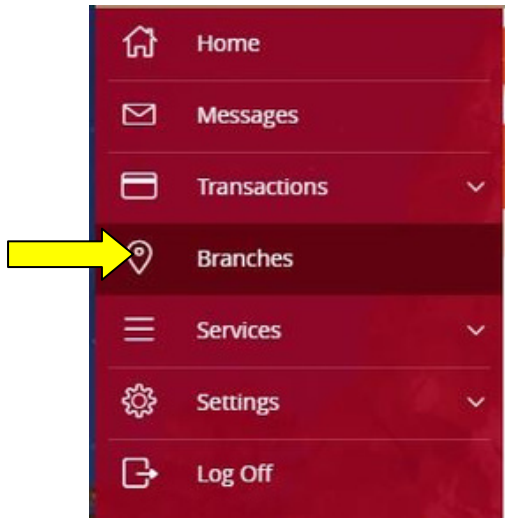 Home
Messages
Transactions
Branches
Services
Settings
Log Off